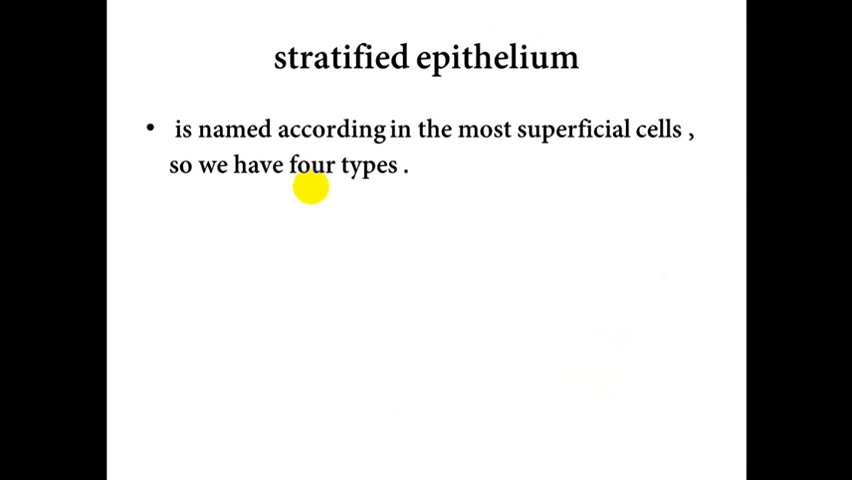 stratified epithelium
• is named according in the most superficial cells ,
so we have four types .